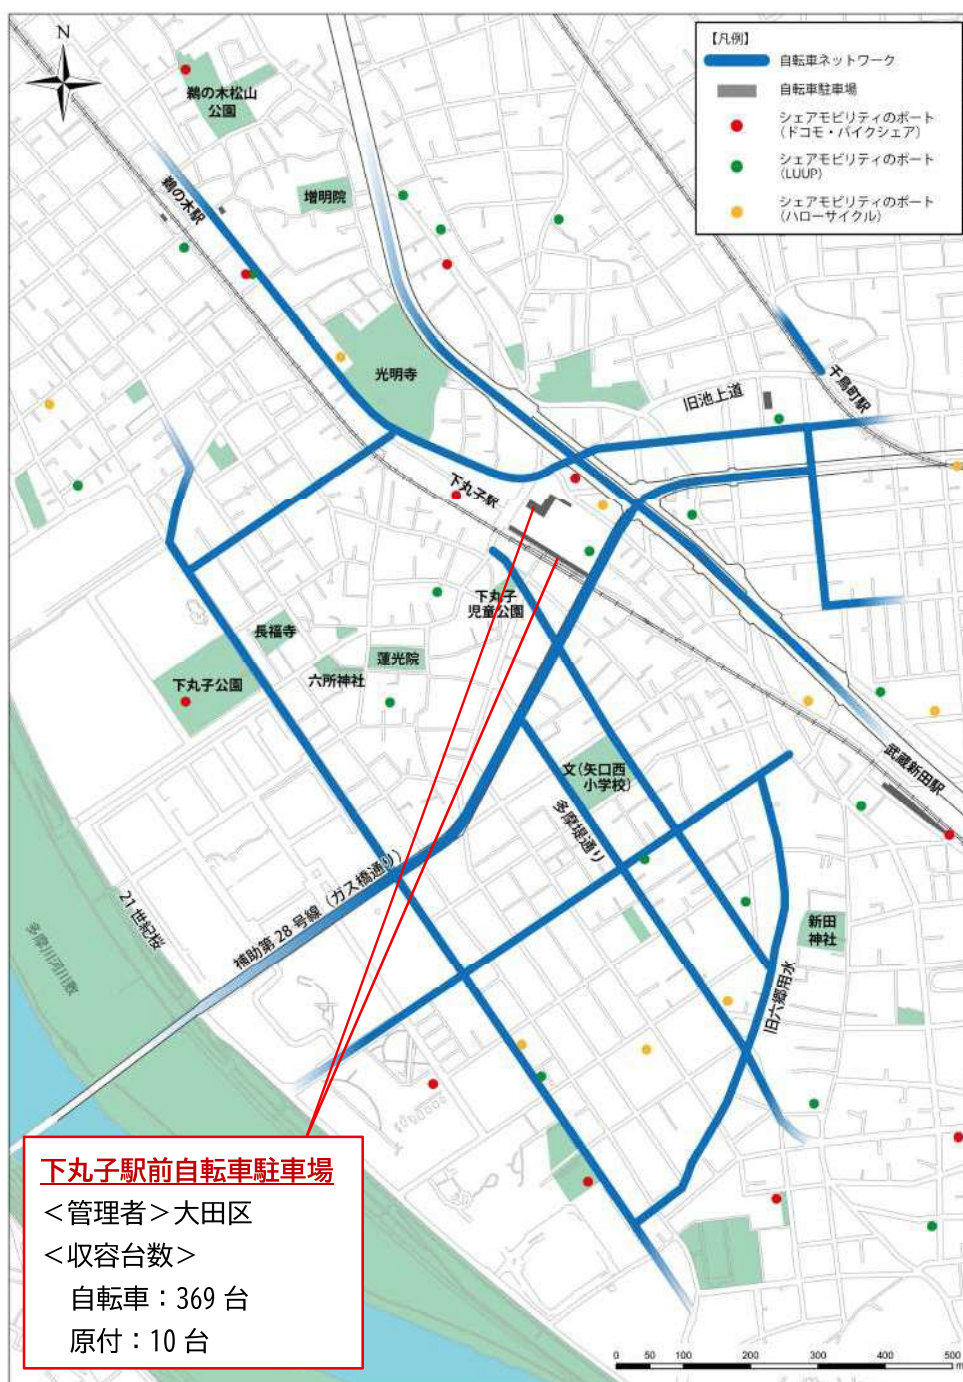 N
【凡例】
自転車ネットワーク
自転車駐車場
シェアモビリティのポート
(ドコモ・バイクシェア)
シェアモビリティのポート
(LUUP)
シェアモビリティのポート
(ハローサイクル)
鵜の木松山
公園
増明院
鵜の木駅
光明寺
旧池上道
千鳥町駅
下丸子駅
下丸子
児童公園
長福寺
蓮光院
六所神社
下丸子公園
文(矢口西
小学校)
武蔵新田駅
多摩堤通り
補助第28号線(ガス橋通り)
21世紀桜
多摩川河川敷
新田
神社
旧六郷用水
下丸子駅前自転車駐車場
＜管理者＞大田区
＜収容台数＞
自転車：369 台
原付：10 台
0 50 100 200 300 400 500
m